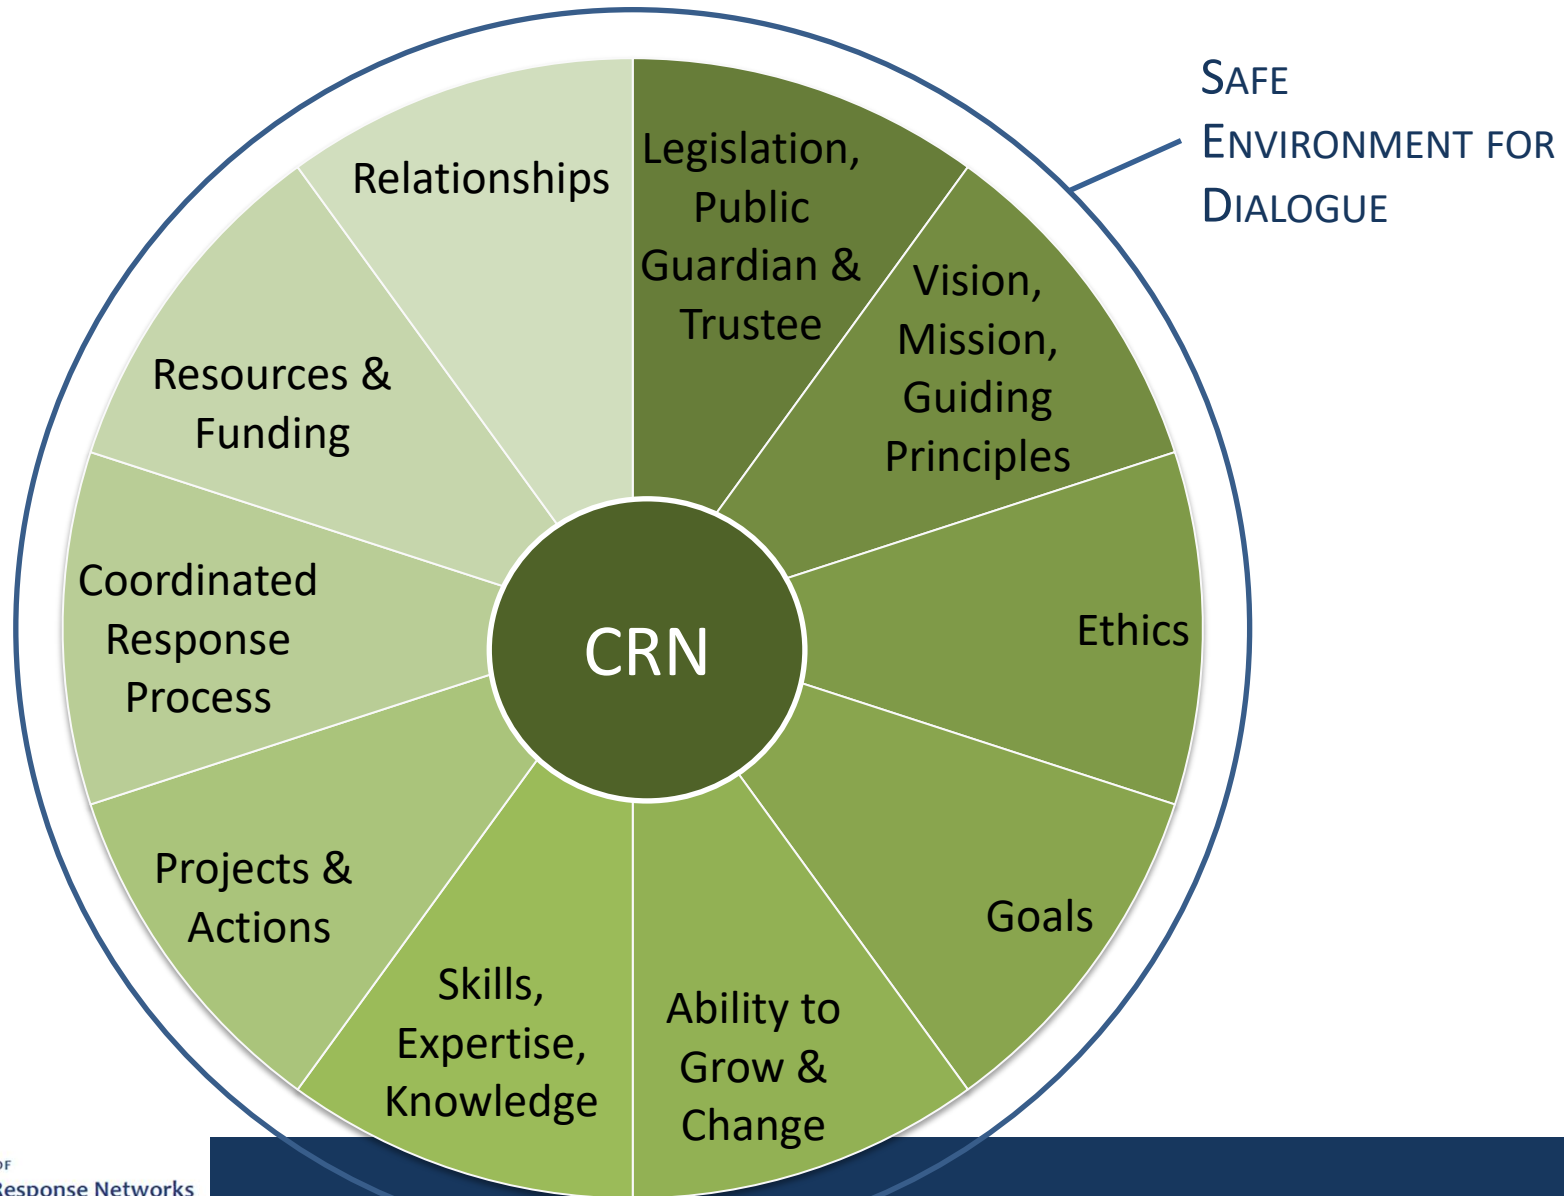 SAFE
ENVIRONMENT FOR
DIALOGUE
Legislation,
Public
Guardian &
Trustee
Vision,
Mission,
Guiding
Principles
Ethics
Goals
Ability to
Grow &
Change
Skills,
Expertise,
Knowledge
Projects &
Actions
Coordinated
Response
Process
Resources &
Funding
Relationships
CRN
OF
Response Networks